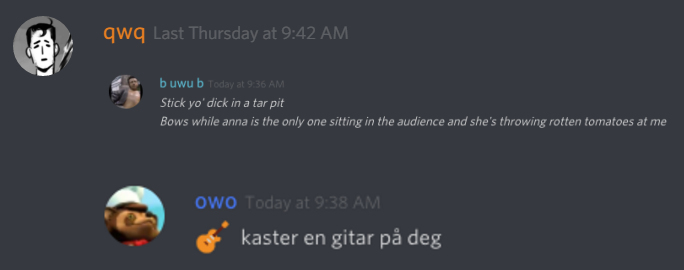 qwq Last Thursday at 9:42 AM
b uwu b Today at 9:36 AM
Stick yo' dick in a tar pit
Bows while anna is the only one sitting in the audience and she's throwing rotten tomatoes at me
owo Today at 9:38 AM
kaster en gitar på deg